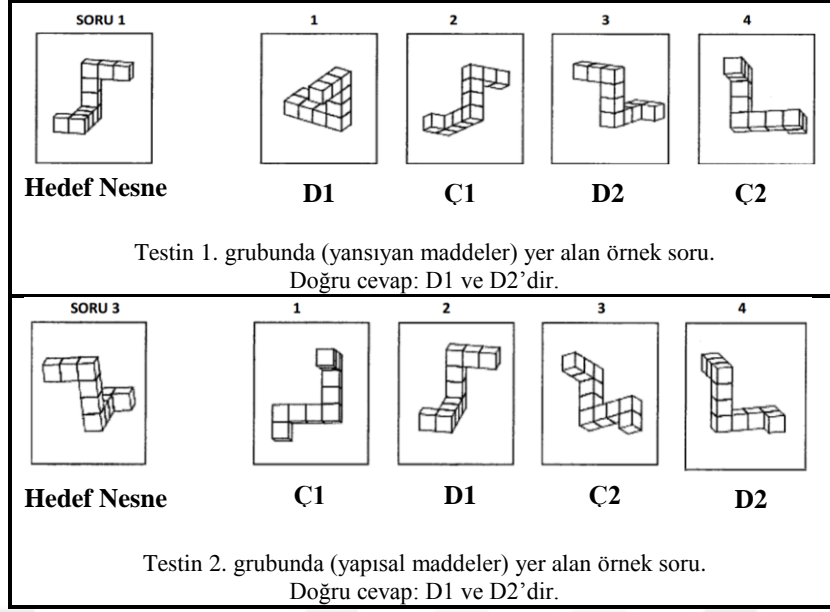 SORU 1 1 2 3 4
Hedef Nesne D1 Ç1 D2 Ç2
Testin 1. grubunda (yansıyan maddeler) yer alan örnek soru.
Doğru cevap: D1 ve D2’dir.
SORU 3 1 2 3 4
Hedef Nesne Ç1 D1 Ç2 D2
Testin 2. grubunda (yapısal maddeler) yer alan örnek soru.
Doğru cevap: D1 ve D2’dir.